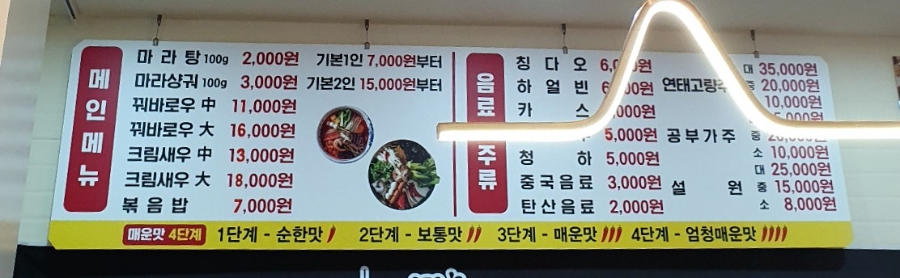 메인메뉴
마라탕 100g 2,000원 기본1인 7,000원부터
마라샹궈 100g 3,000원 기본2인 15,000원부터
꿔바로우 中 11,000원
꿔바로우 大 16,000원
크림새우 中 13,000원
크림새우 大 18,000원
볶음밥 7,000원
음료 주류
칭다오
하얼빈
카스
5,000원
청하 5,000원
중국음료 3,000원
탄산음료 2,000원
연태고량주 대 35,000원
중 20,000원
10,000원
공부가주
중
소 10,000원
설원 대 25,000원
중 15,000원
소 8,000원
매운맛 4단계 1단계 - 순한맛 2단계 - 보통맛 3단계 - 매운맛 4단계 - 엄청매운맛